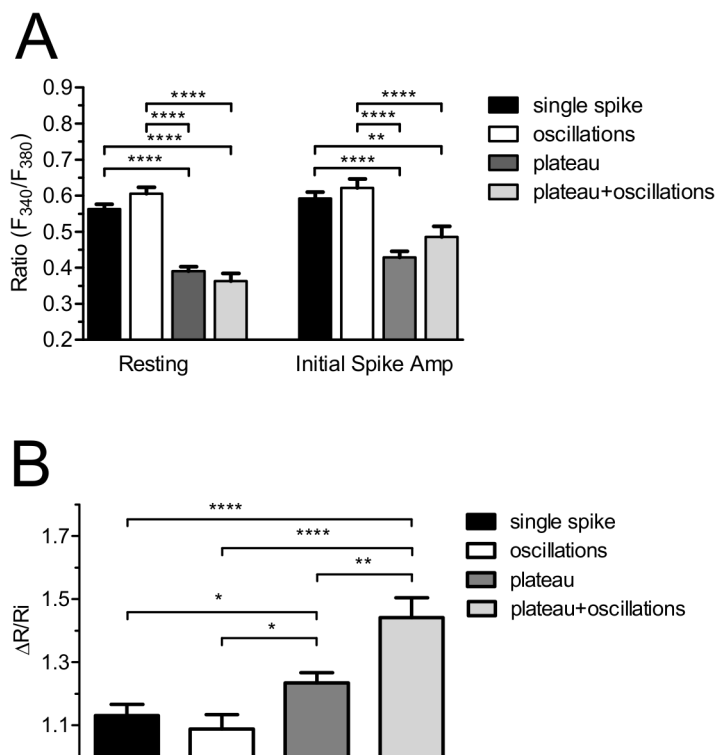 A
0.9
0.8
0.7
0.6
0.5
0.4
0.3
0.2
Ratio (F340/F380)
****
****
****
****
****
****
**
****
Resting
Initial Spike Amp
single spike
oscillations
plateau
plateau+oscillations
B
1.7
1.5
1.3
1.1
ΔR/Ri
****
****
**
*
*
single spike
oscillations
plateau
plateau+oscillations